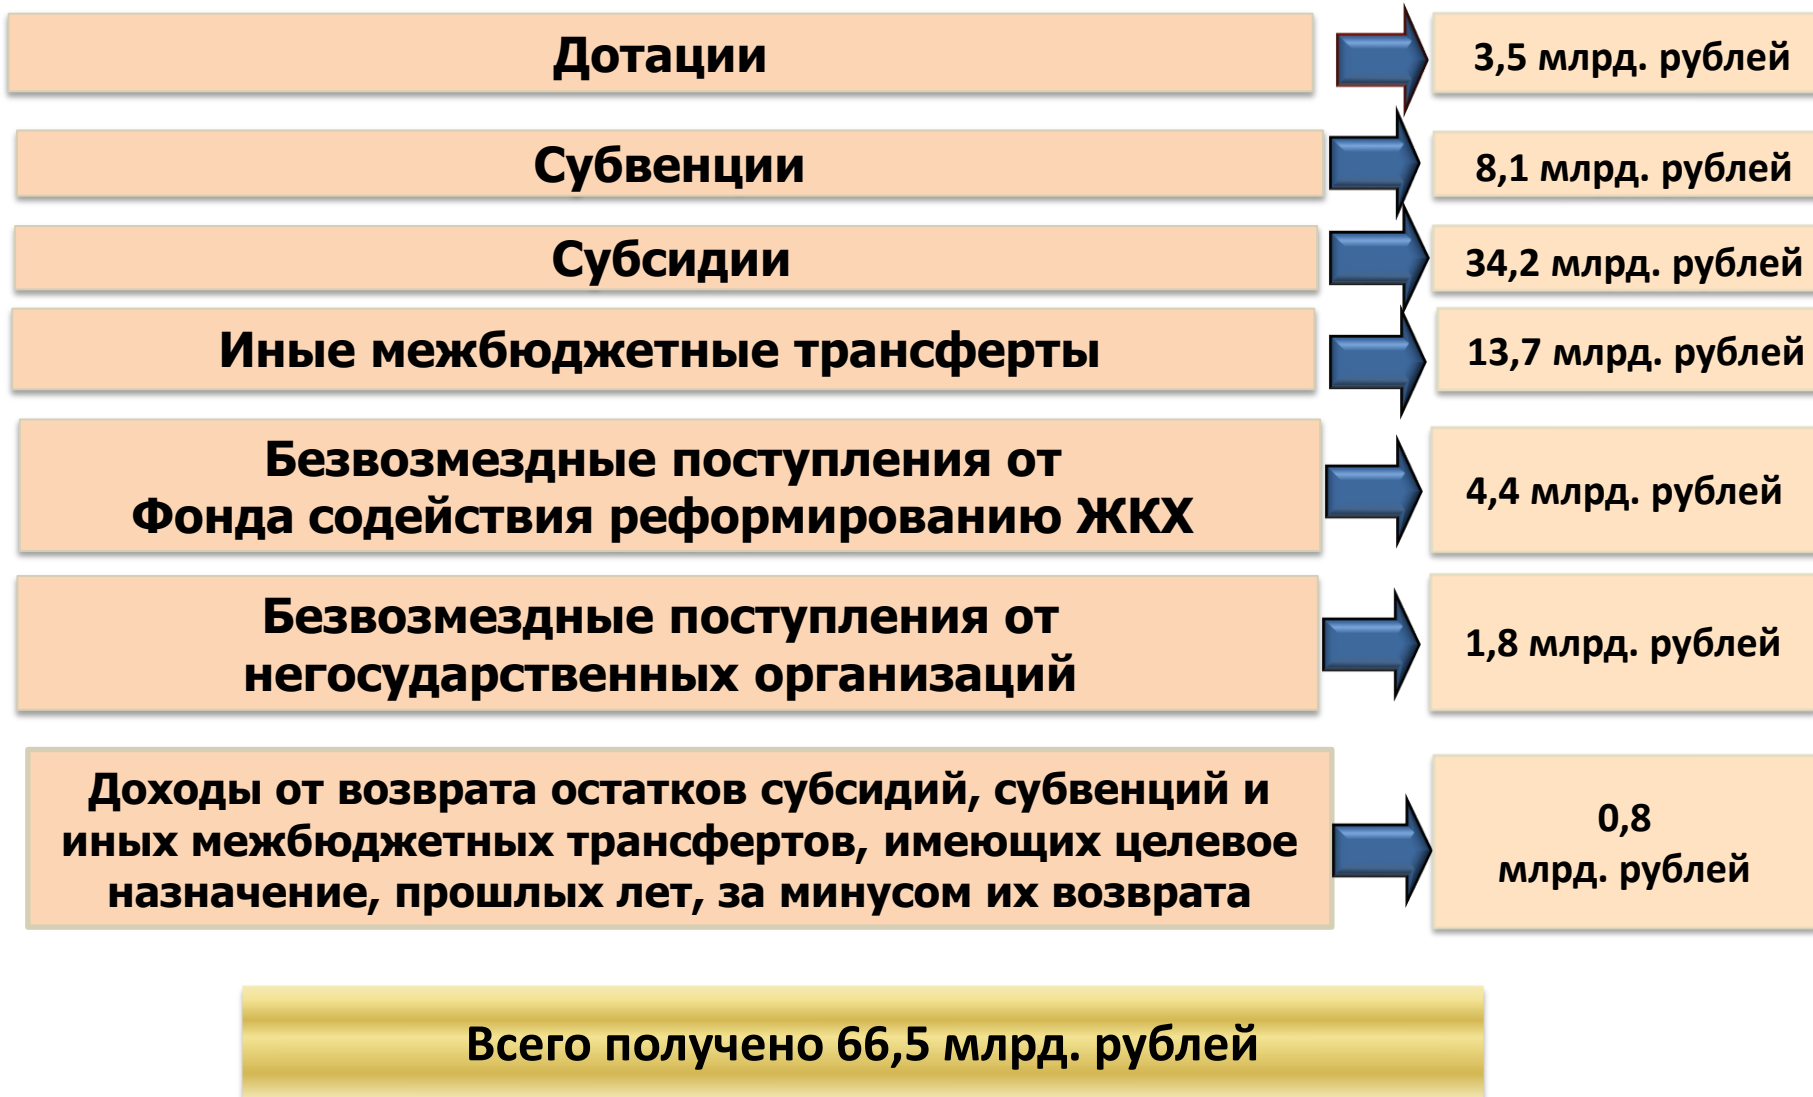 Дотации
3,5 млрд. рублей
Субвенции
8,1 млрд. рублей
Субсидии
34,2 млрд. рублей
Иные межбюджетные трансферты
13,7 млрд. рублей
Безвозмездные поступления от
Фонда содействия реформированию ЖКХ
4,4 млрд. рублей
Безвозмездные поступления от
негосударственных организаций
1,8 млрд. рублей
Доходы от возврата остатков субсидий, субвенций и
иных межбюджетных трансфертов, имеющих целевое
назначение, прошлых лет, за минусом их возврата
0,8
млрд. рублей
Всего получено 66,5 млрд. рублей